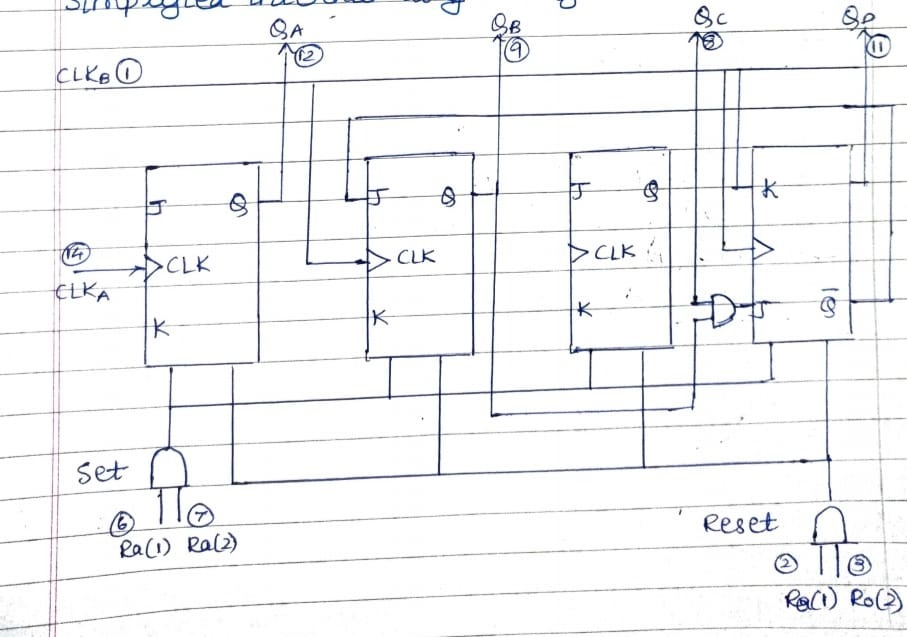 QA QB QC QD
12 9 8 11
CLKB 1
J Q J Q J Q K
14 CLK CLK CLK
CLKA
K K K J Q̅
Set
6 7
Ra(1) Ra(2)
Reset
2 3
Ro(1) Ro(2)